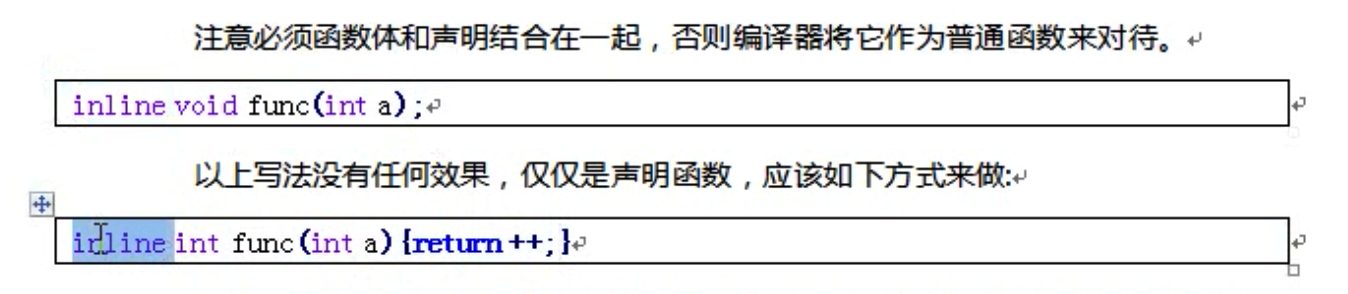 注意必须函数体和声明结合在一起，否则编译器将它作为普通函数来对待。
inline void func(int a);
以上写法没有任何效果，仅仅是声明函数，应该如下方式来做:
inline int func(int a){return ++;}